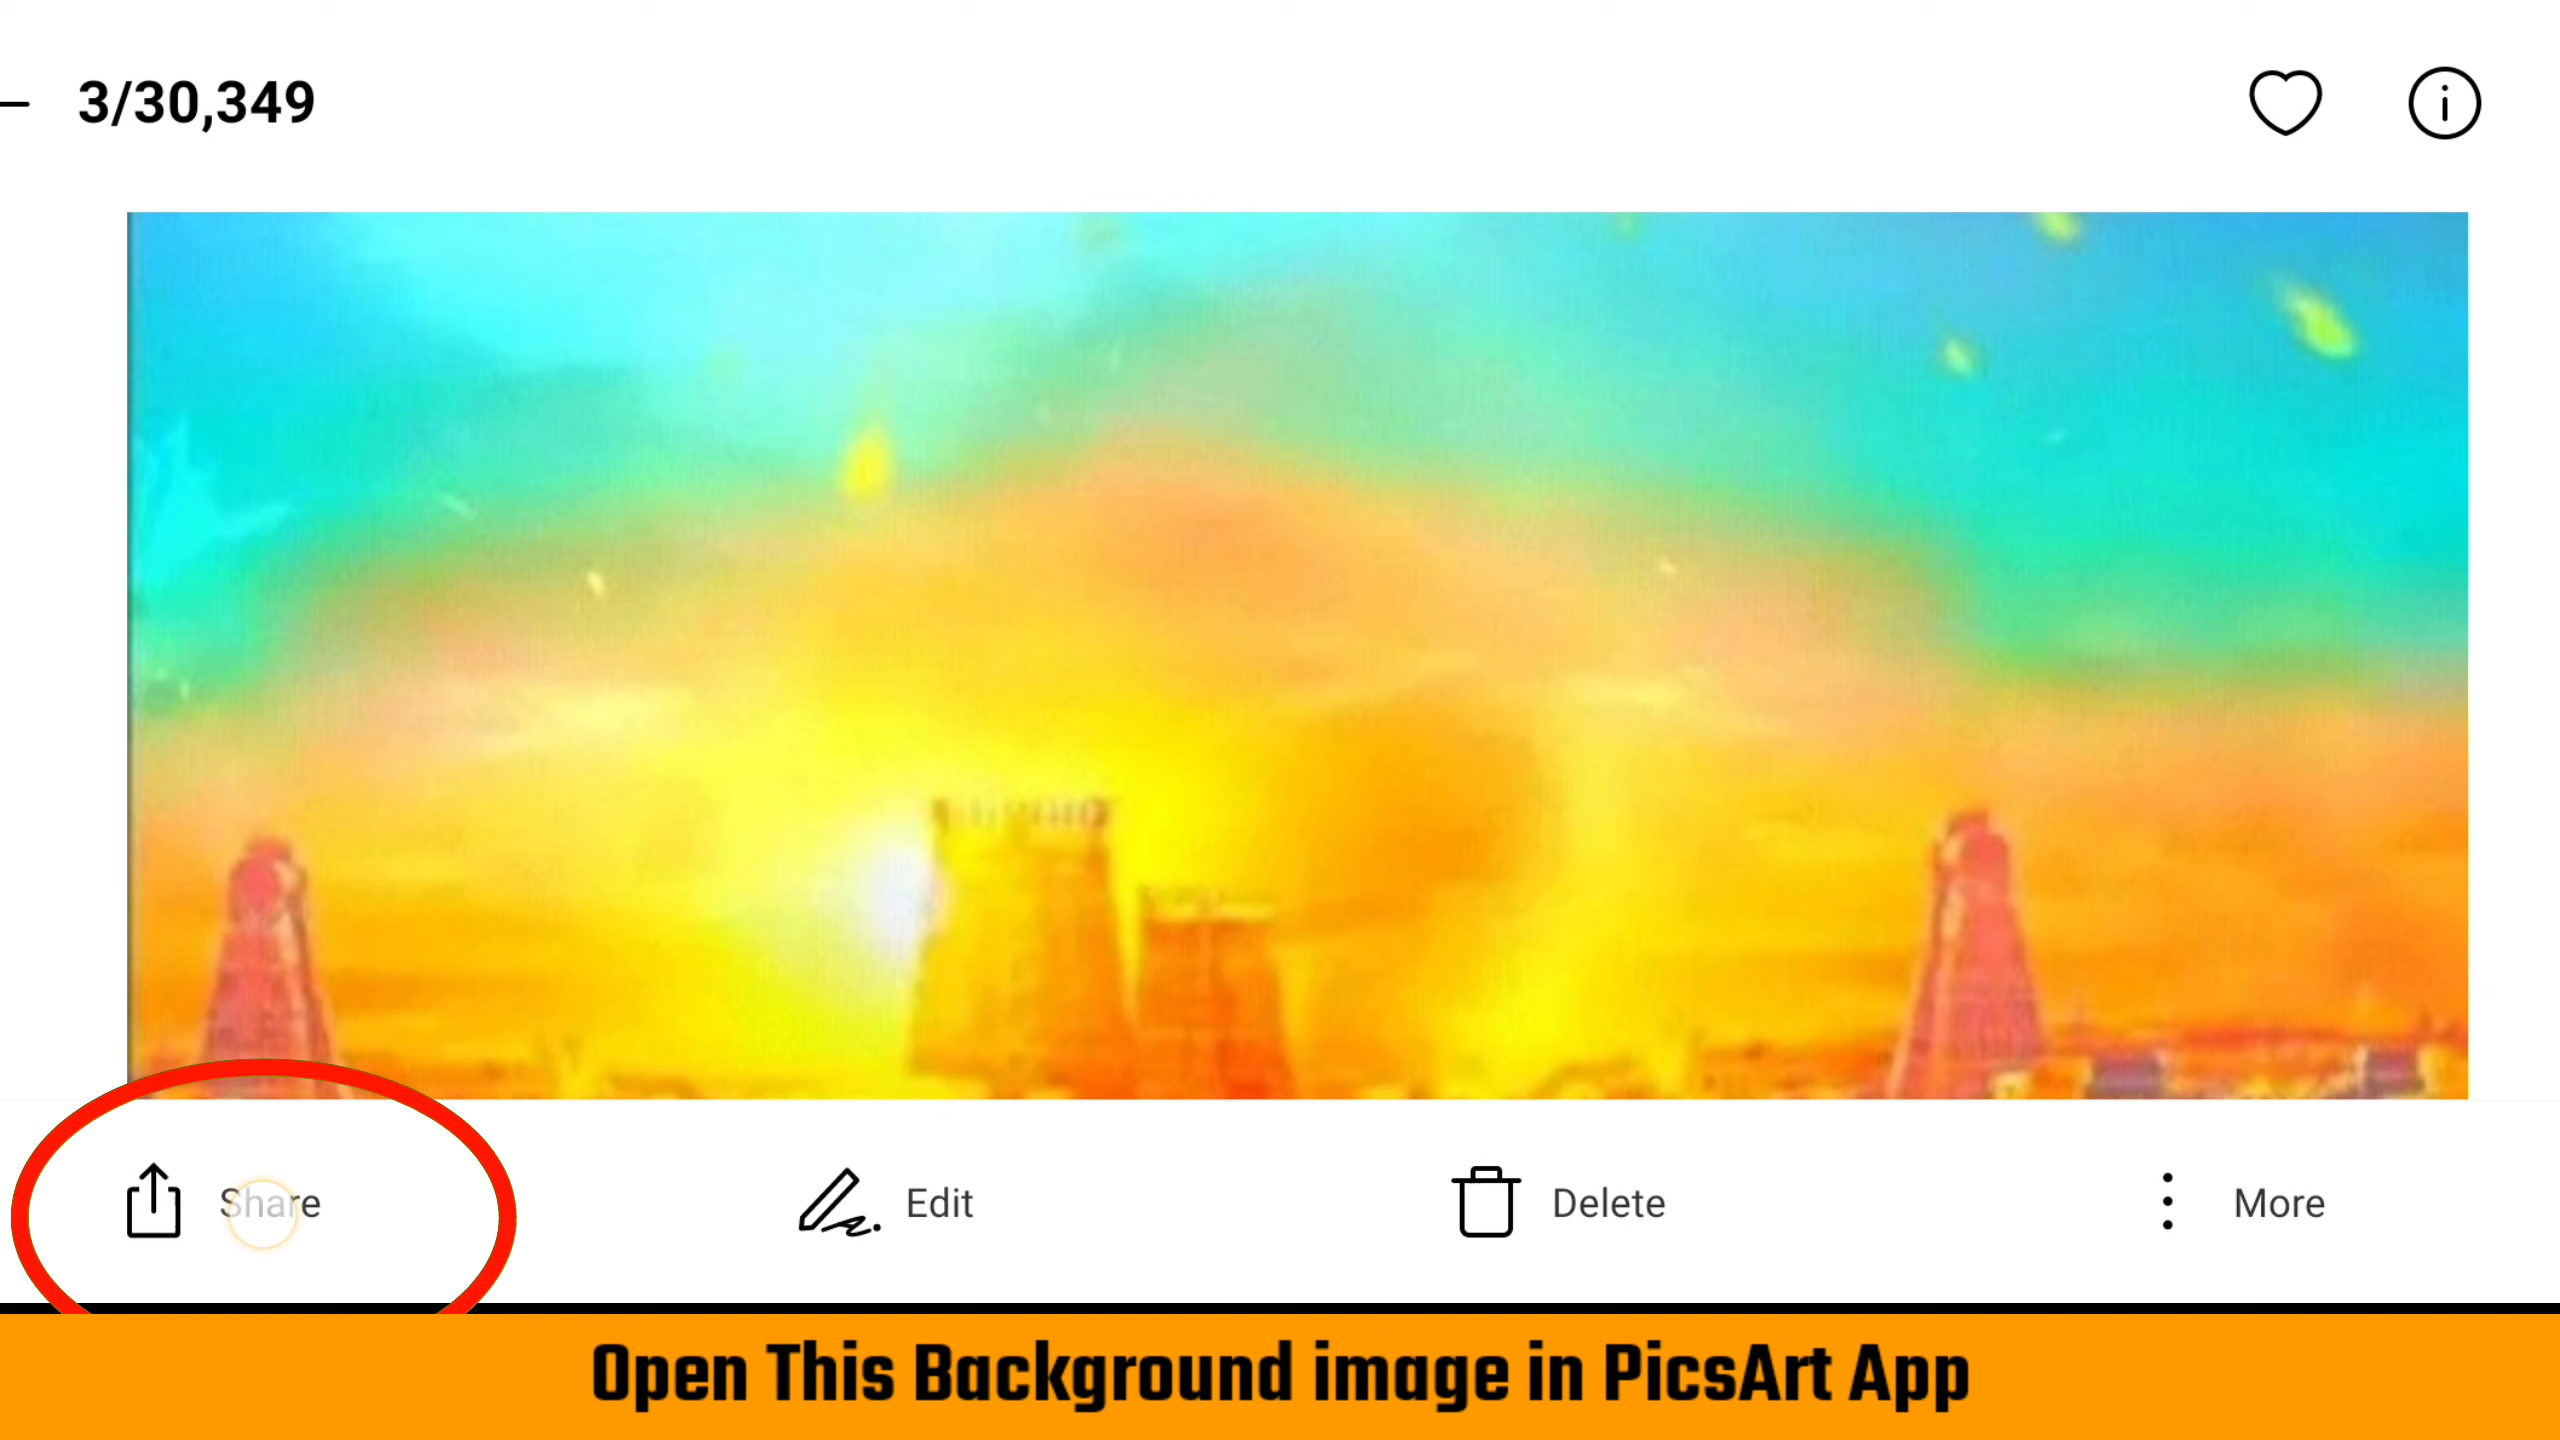 3/30,349
Share
Edit
Delete
More
Open This Background image in PicsArt App